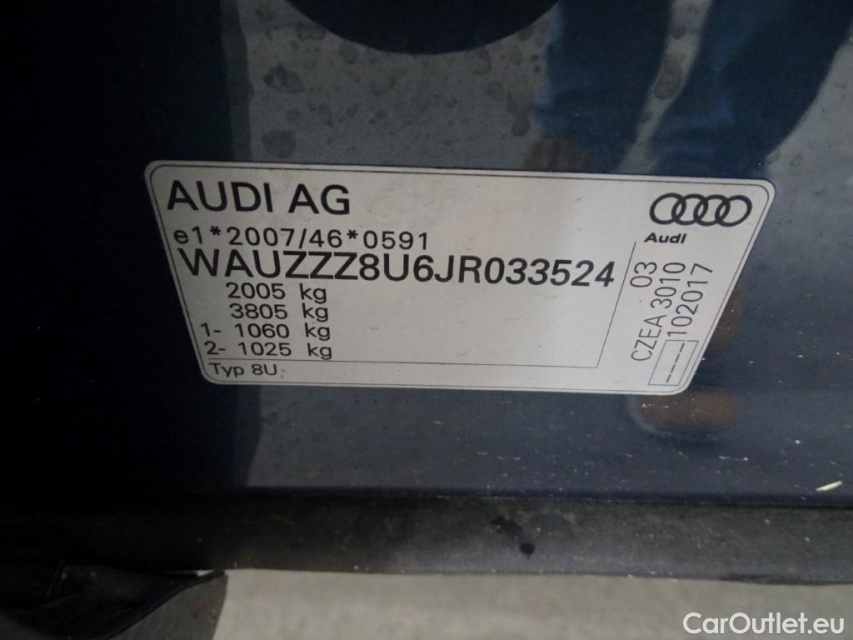 AUDI AG
e1*2007/46*0591
WAUZZZ8U6JR033524
2005 kg
3805 kg
1- 1060 kg
2- 1025 kg
Typ 8U
Audi
03
CZEA 3010
102017
----
CarOutlet.eu